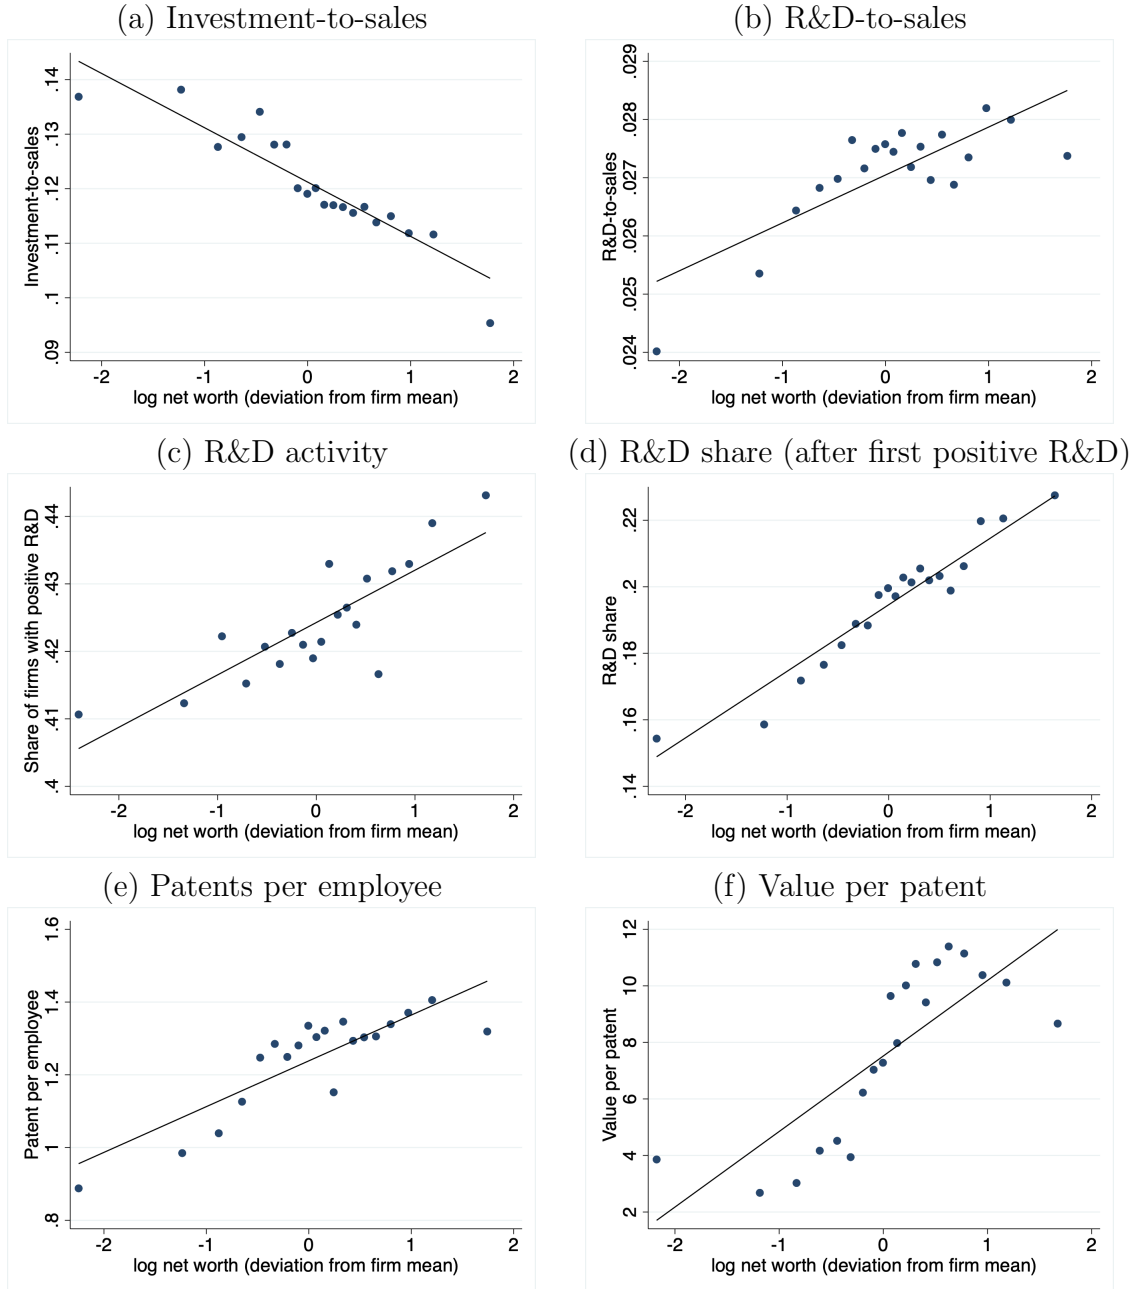 (a) Investment-to-sales
(b) R&D-to-sales
Investment-to-sales
.14
.13
.12
.11
.1
.09
-2 -1 0 1 2
log net worth (deviation from firm mean)
R&D-to-sales
.029
.028
.027
.026
.025
.024
-2 -1 0 1 2
log net worth (deviation from firm mean)
(c) R&D activity
(d) R&D share (after first positive R&D)
Share of firms with positive R&D
.44
.43
.42
.41
.4
-2 -1 0 1 2
log net worth (deviation from firm mean)
R&D share
.22
.2
.18
.16
.14
-2 -1 0 1 2
log net worth (deviation from firm mean)
(e) Patents per employee
(f) Value per patent
Patent per employee
1.6
1.4
1.2
1
.8
-2 -1 0 1 2
log net worth (deviation from firm mean)
Value per patent
12
10
8
6
4
2
-2 -1 0 1 2
log net worth (deviation from firm mean)